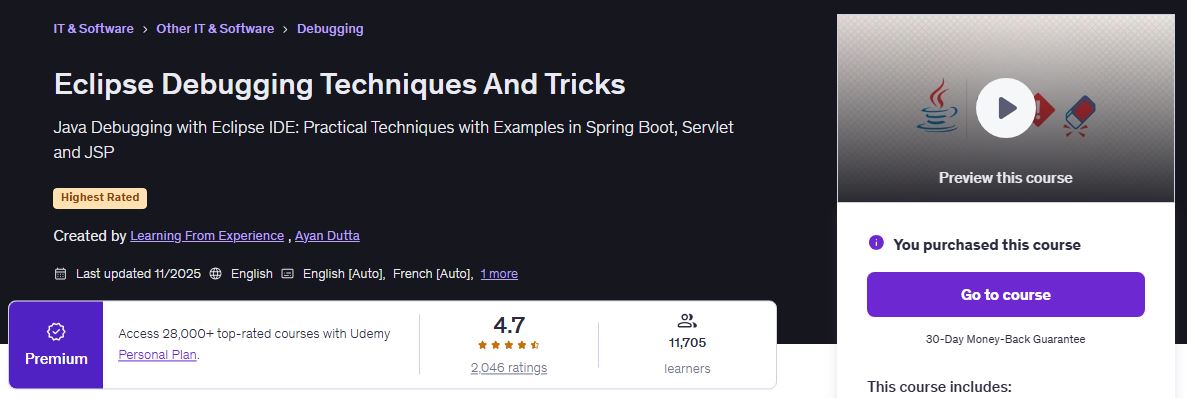 IT & Software > Other IT & Software > Debugging
Eclipse Debugging Techniques And Tricks
Java Debugging with Eclipse IDE: Practical Techniques with Examples in Spring Boot, Servlet
and JSP
Highest Rated
Created by Learning From Experience , Ayan Dutta
Last updated 11/2025 English English [Auto], French [Auto], 1 more
Premium
Access 28,000+ top-rated courses with Udemy
Personal Plan.
4.7
2,046 ratings
11,705
learners
Preview this course
You purchased this course
Go to course
30-Day Money-Back Guarantee
This course includes: